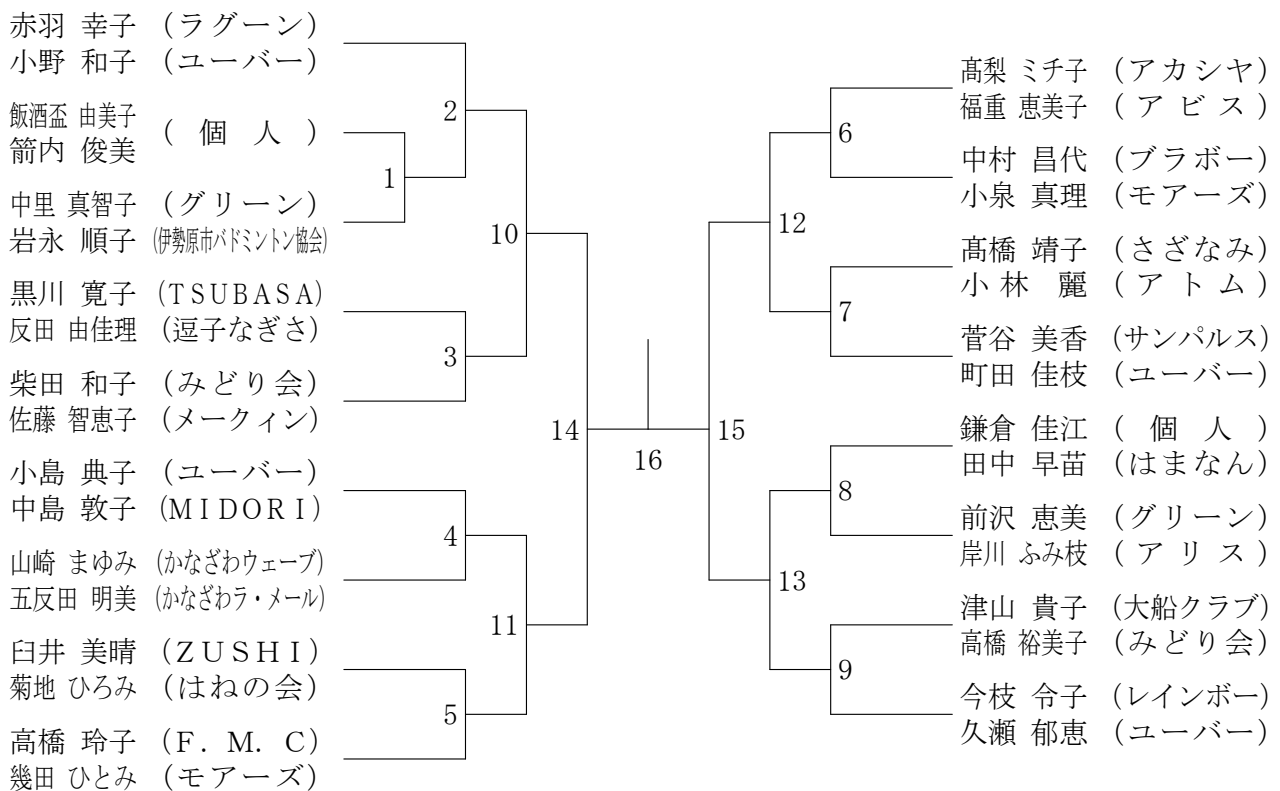 赤羽 幸子 (ラグーン)
小野 和子 (ユーバー)
飯酒盃 由美子
箭内 俊美
( 個 人 )
中里 真智子 (グリーン)
岩永 順子 (伊勢原市バドミントン協会)
黒川 寛子 (TSUBASA)
反田 由佳理 (逗子なぎさ)
柴田 和子 (みどり会)
佐藤 智恵子 (メークィン)
小島 典子 (ユーバー)
中島 敦子 (MIDORI)
山崎 まゆみ (かなざわウェーブ)
五反田 明美 (かなざわラ・メール)
臼井 美晴 (ZUSHI)
菊地 ひろみ (はねの会)
高橋 玲子 (F. M. C)
幾田 ひとみ (モアーズ)
1
2
3
4
5
10
11
14
16
15
12
13
6
7
8
9
髙梨 ミチ子 (アカシヤ)
福重 恵美子 (アビス)
中村 昌代 (ブラボー)
小泉 真理 (モアーズ)
髙橋 靖子 (さざなみ)
小林 麗 (アトム)
菅谷 美香 (サンパルス)
町田 佳枝 (ユーバー)
鎌倉 佳江 ( 個 人 )
田中 早苗 (はまなん)
前沢 恵美 (グリーン)
岸川 ふみ枝 (アリス)
津山 貴子 (大船クラブ)
高橋 裕美子 (みどり会)
今枝 令子 (レインボー)
久瀬 郁恵 (ユーバー)